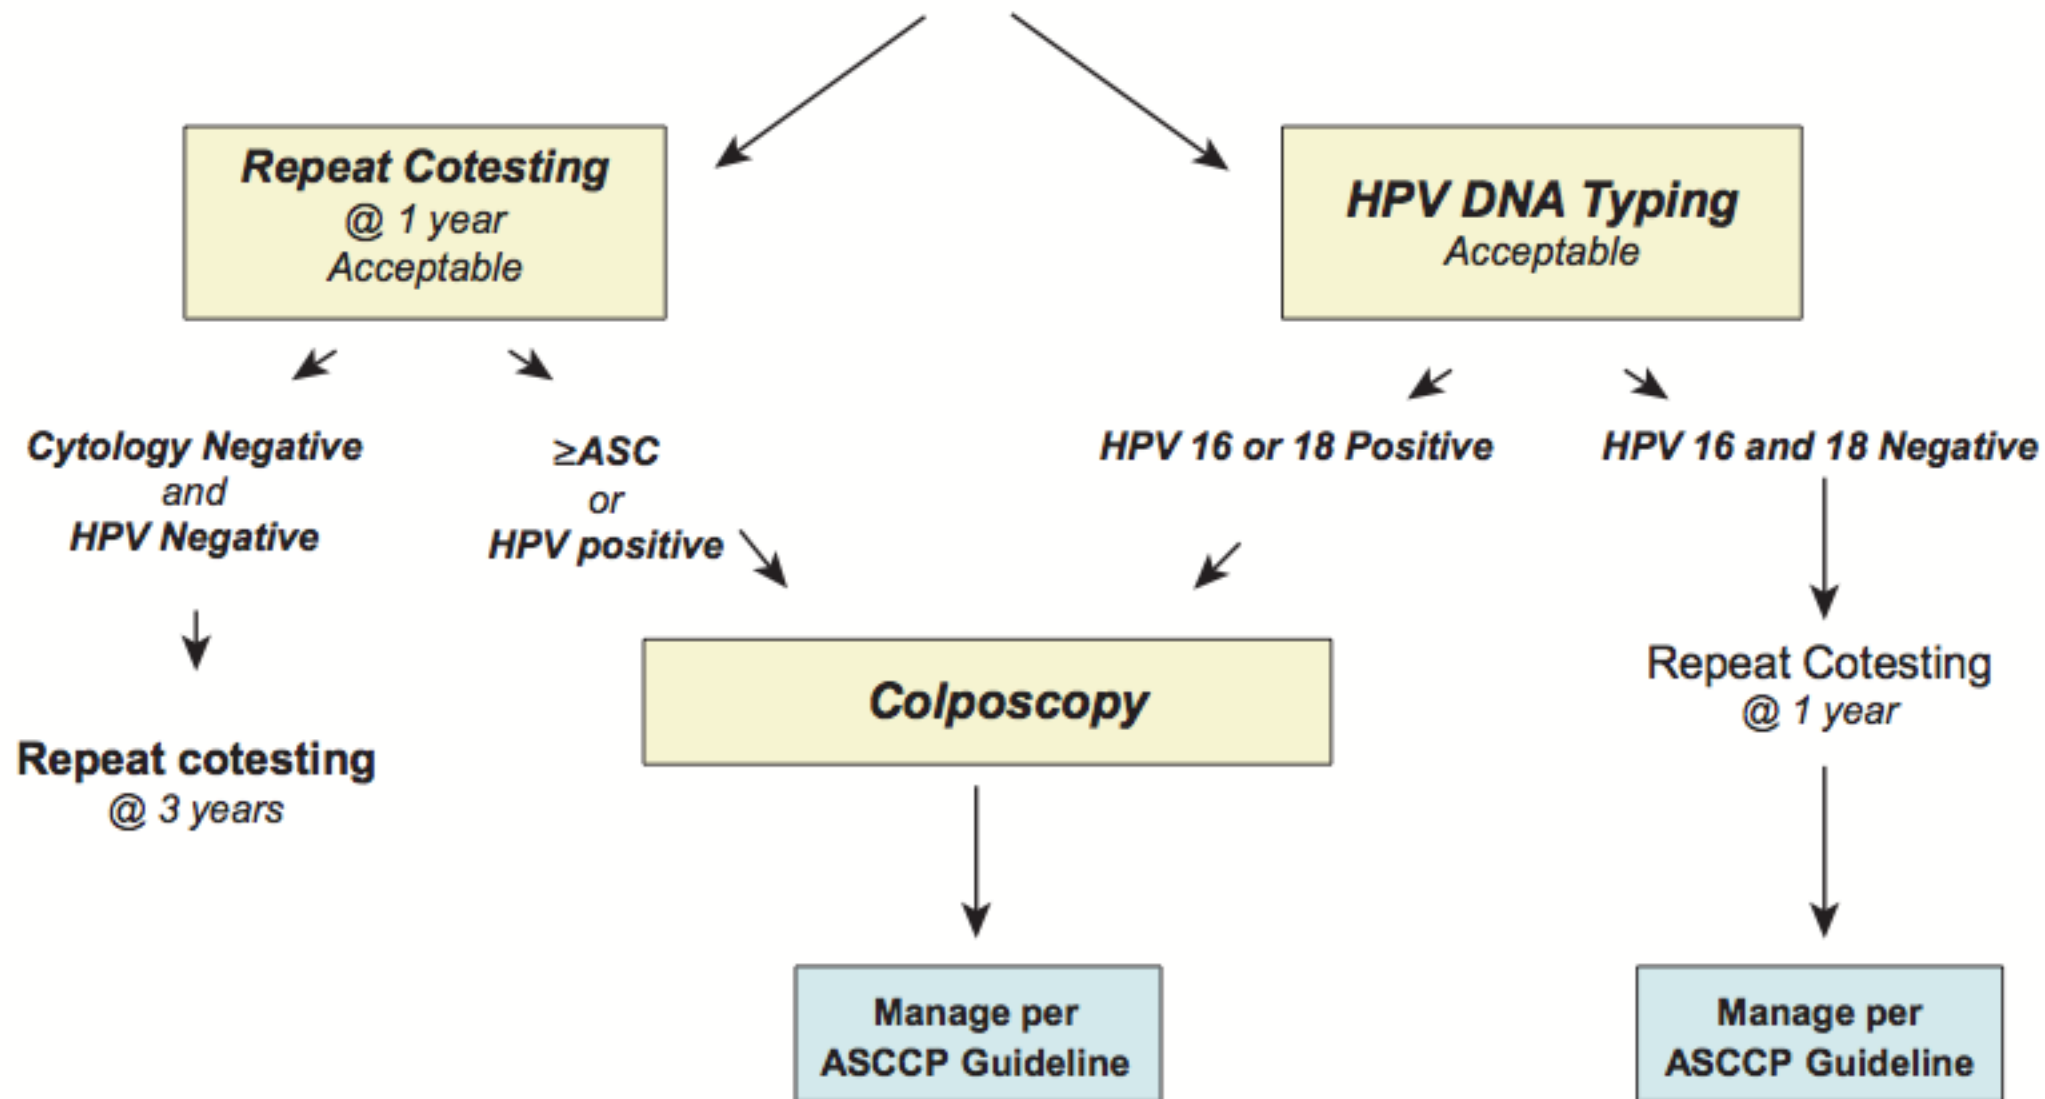 Repeat Cotesting
@ 1 year
Acceptable
HPV DNA Typing
Acceptable
Cytology Negative
and
HPV Negative
≥ASC
or
HPV positive
HPV 16 or 18 Positive
HPV 16 and 18 Negative
Repeat cotesting
@ 3 years
Colposcopy
Repeat Cotesting
@ 1 year
Manage per
ASCCP Guideline
Manage per
ASCCP Guideline